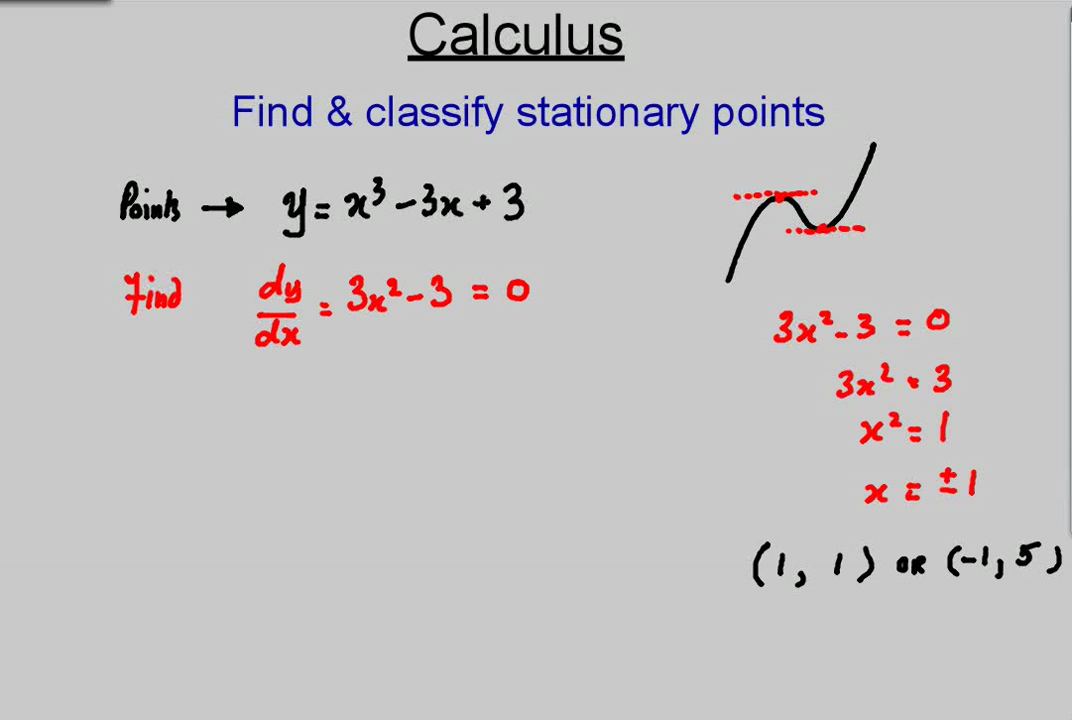 Calculus
Find & classify stationary points
Points → y = x³ - 3x + 3
Find dy/dx = 3x² - 3 = 0
3x² - 3 = 0
3x² = 3
x² = 1
x = ± 1
(1, 1) OR (-1, 5)